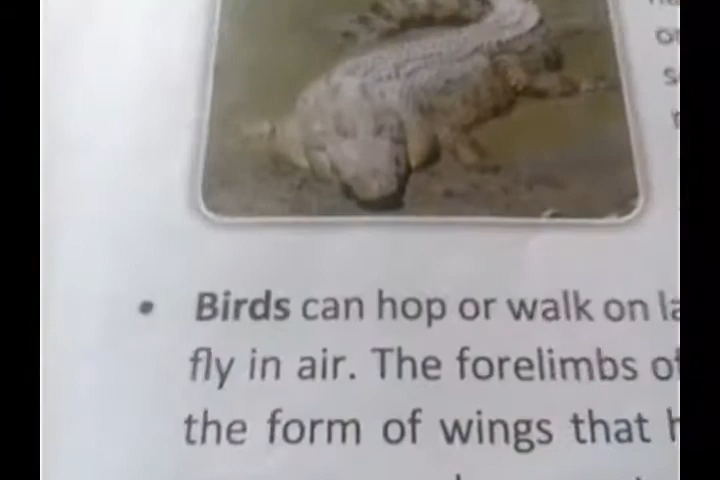 • Birds can hop or walk on
fly in air. The forelimbs
the form of wings that